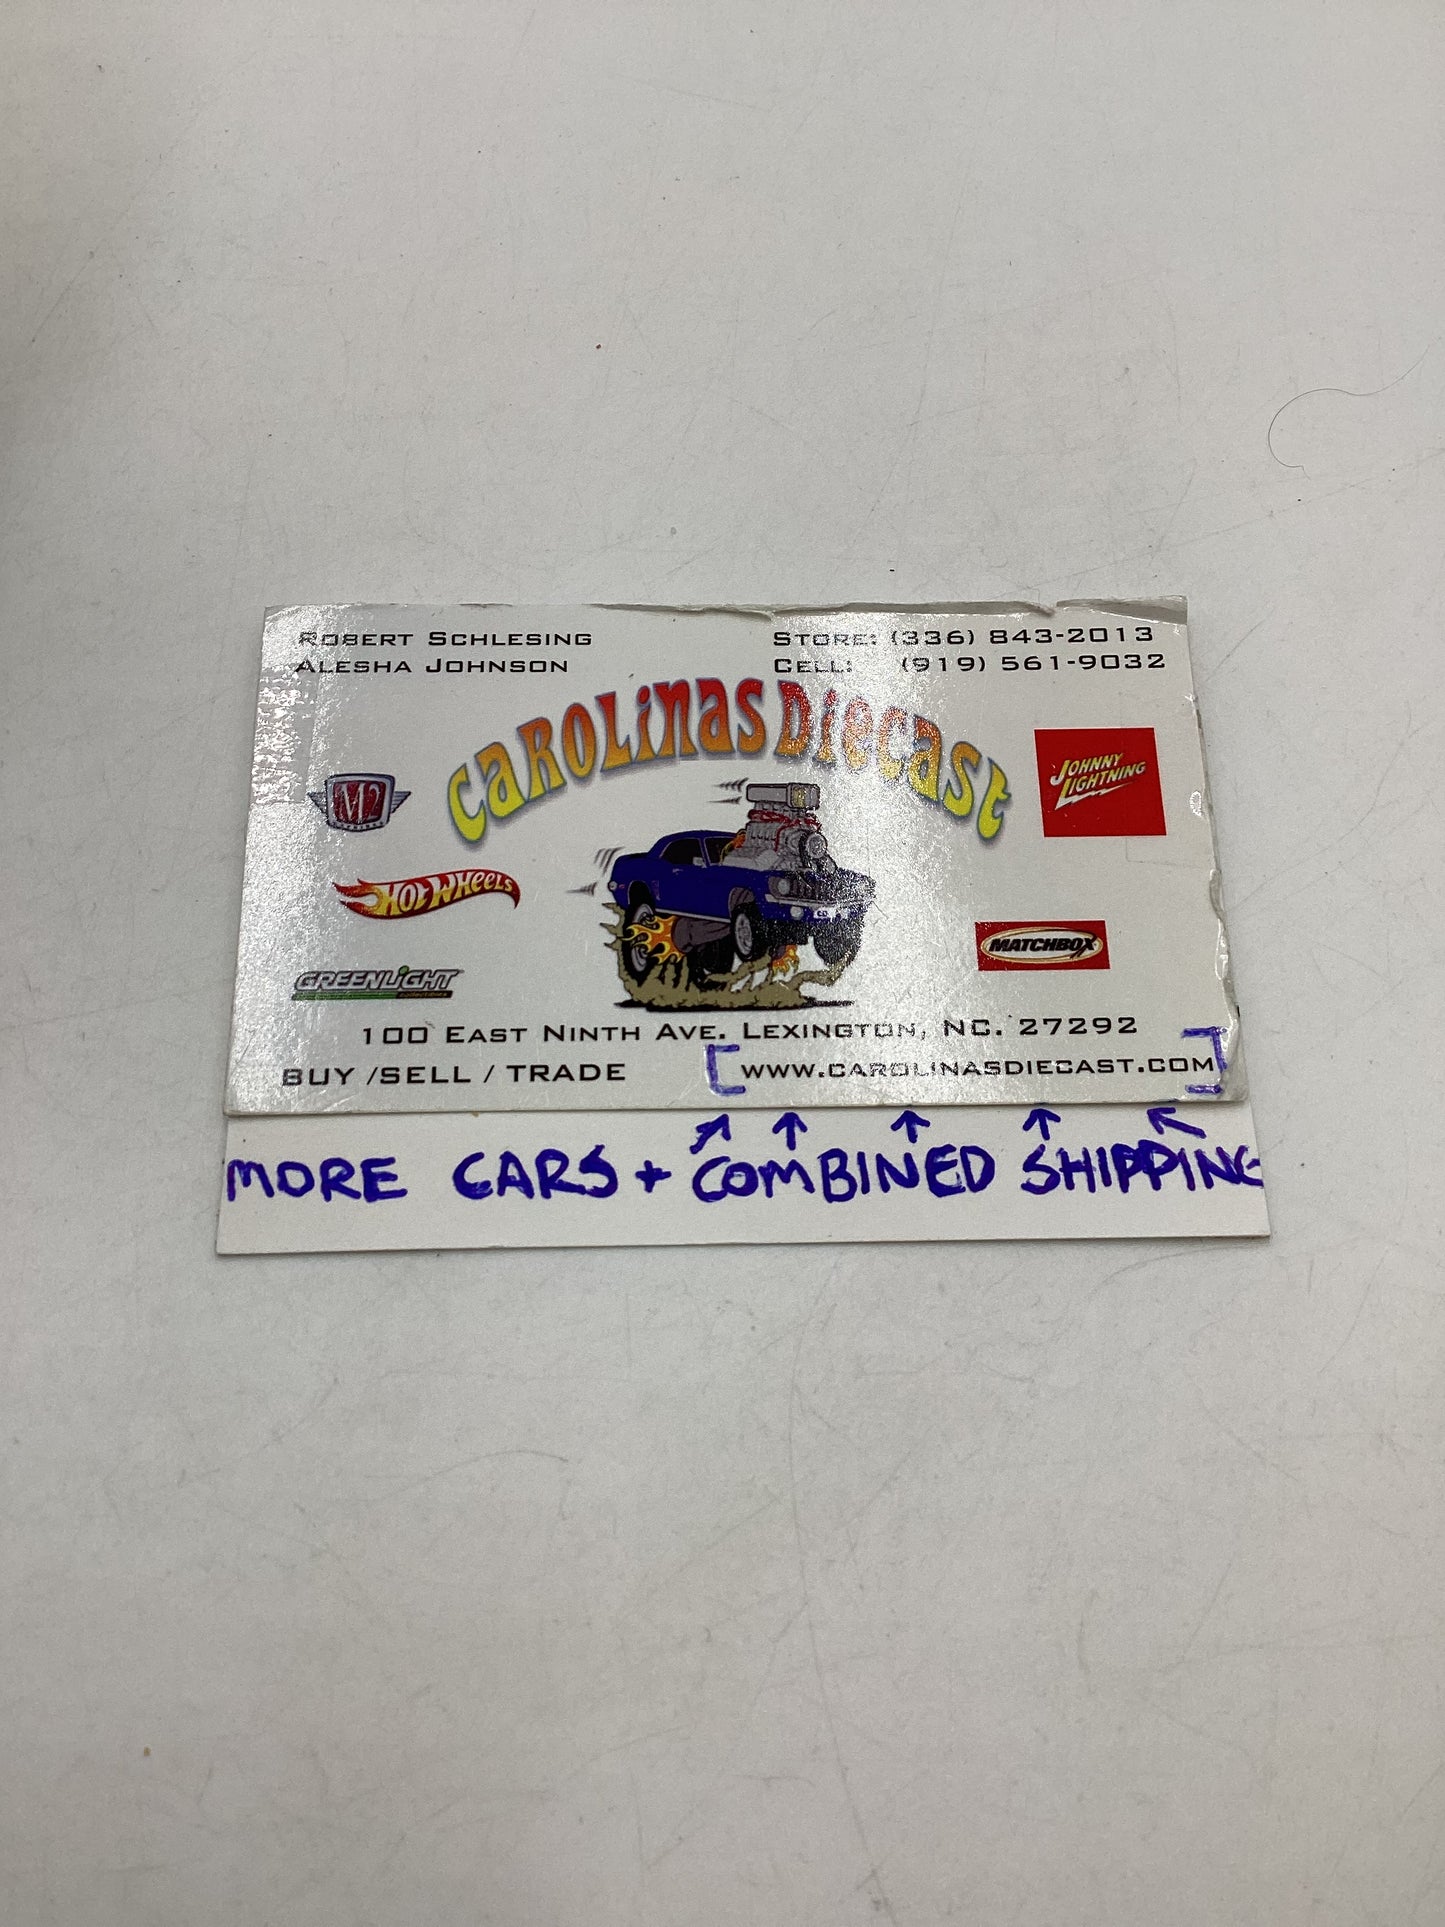 ROBERT SCHLESING
ALESHA JOHNSON
STORE: (336) 843-2013
CELL: (919) 561-9032
CAROLINAS DIECAST
M2
JOHNNY LIGHTNING
HOT WHEELS
MATCHBOX
GREENLIGHT
100 EAST NINTH AVE. LEXINGTON, NC. 27292
BUY /SELL / TRADE [WWW.CAROLINASDIECAST.COM]
MORE CARS + COMBINED SHIPPING